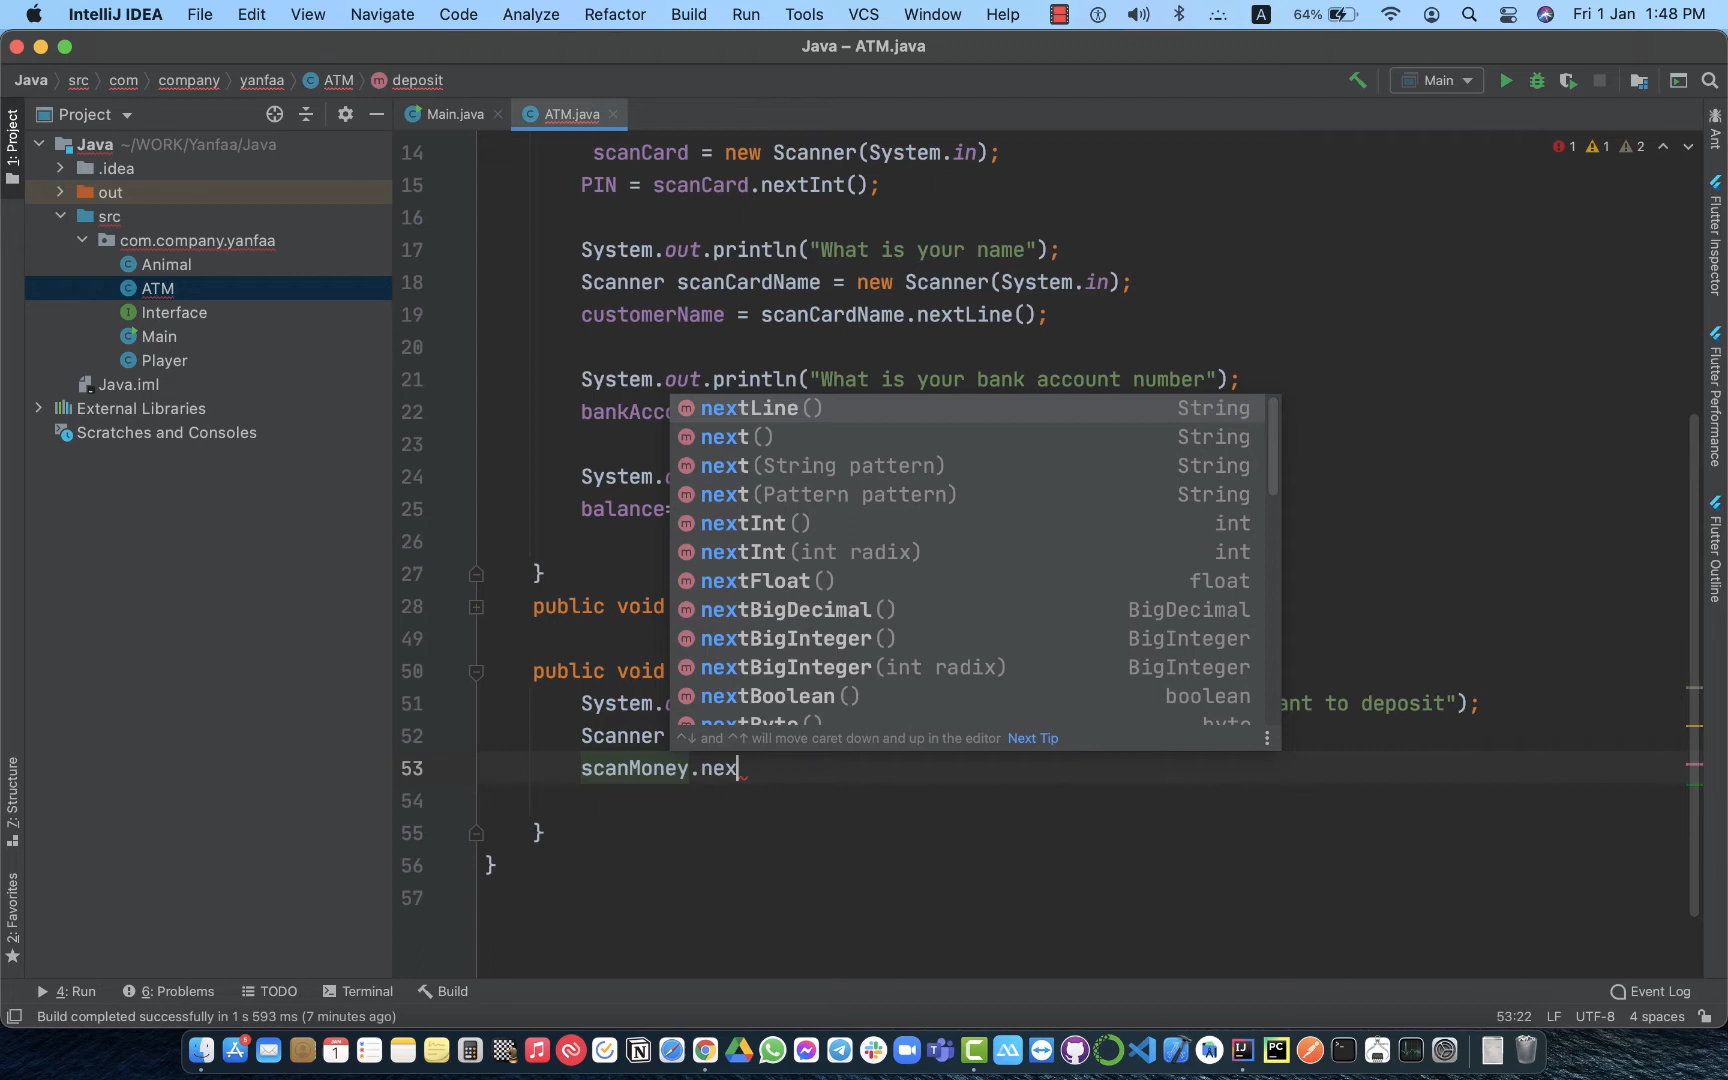 IntelliJ IDEA File Edit View Navigate Code Analyze Refactor Build Run Tools VCS Window Help A 64% Fri 1 Jan 1:48 PM
Java – ATM.java
Java src com company yanfaa ATM deposit Main
Project Main.java ATM.java
1: Project
Java ~/WORK/Yanfaa/Java
.idea
out
src
com.company.yanfaa
Animal
ATM
Interface
Main
Player
Java.iml
External Libraries
Scratches and Consoles
7: Structure
2: Favorites
1 1 2
14 scanCard = new Scanner(System.in);
15 PIN = scanCard.nextInt();
16
17 System.out.println("What is your name");
18 Scanner scanCardName = new Scanner(System.in);
19 customerName = scanCardName.nextLine();
20
21 System.out.println("What is your bank account number");
22 bankAcco
23
24 System.
25 balance=
26
27 }
28 public void
49
50 public void
51 System. ant to deposit");
52 Scanner
53 scanMoney.nex
54
55 }
56 }
57
nextLine() String
next() String
next(String pattern) String
next(Pattern pattern) String
nextInt() int
nextInt(int radix) int
nextFloat() float
nextBigDecimal() BigDecimal
nextBigInteger() BigInteger
nextBigInteger(int radix) BigInteger
nextBoolean() boolean
nextByte() byte
^↓ and ^↑ will move caret down and up in the editor Next Tip
Ant
Flutter Inspector
Flutter Performance
Flutter Outline
4: Run 6: Problems TODO Terminal Build Event Log
Build completed successfully in 1 s 593 ms (7 minutes ago) 53:22 LF UTF-8 4 spaces